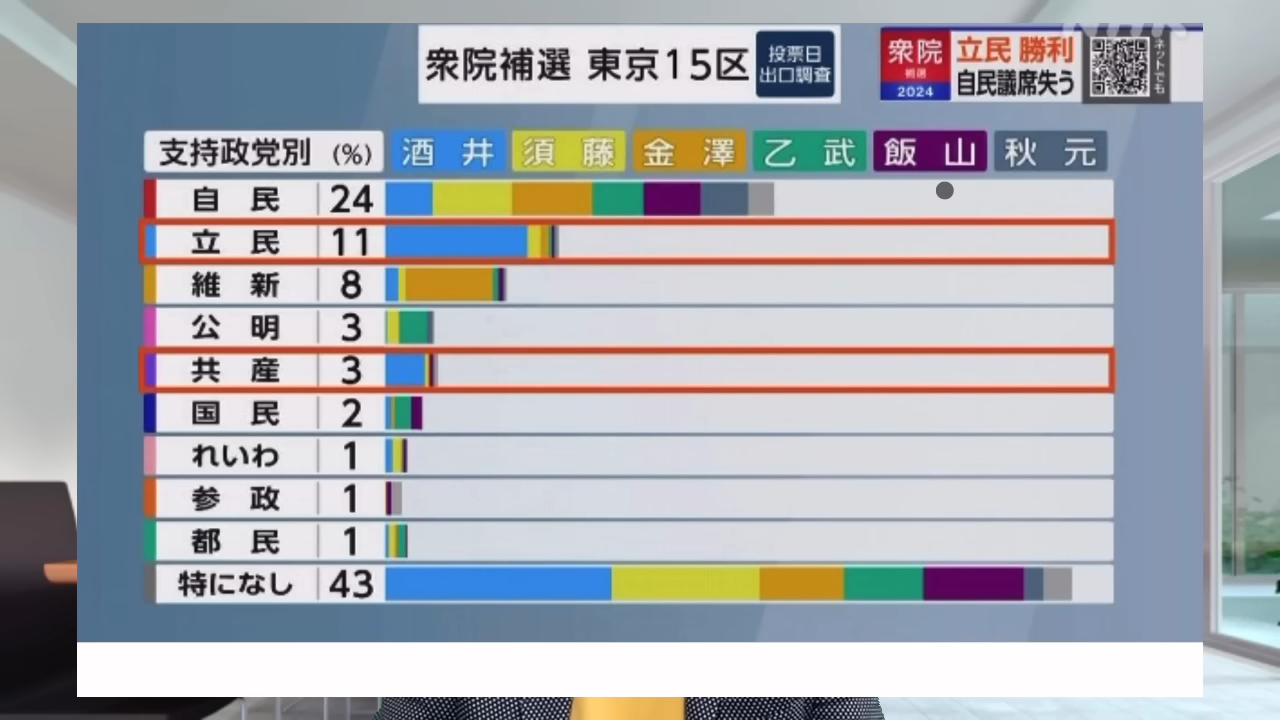 NHK
衆院補選 東京15区 投票日
出口調査
衆院
補選
2024
立民 勝利
自民議席失う
ネットでも
支持政党別 (%) 酒井 須藤 金澤 乙武 飯山 秋元
自民 24
立民 11
維新 8
公明 3
共産 3
国民 2
れいわ 1
参政 1
都民 1
特になし 43